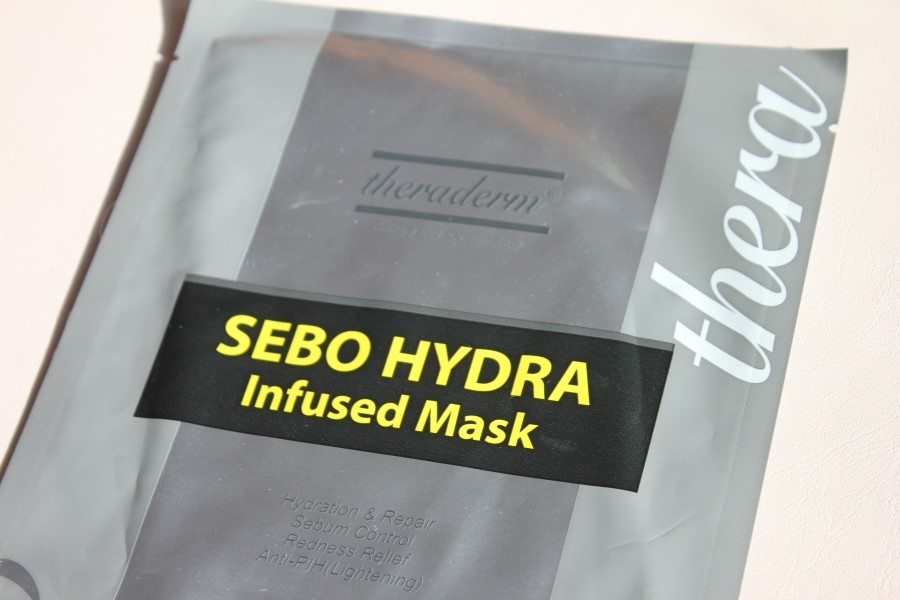 theraderm®
SEBO HYDRA
Infused Mask
thera
Hydration & Repair
Sebum Control
Redness Relief
Anti-PIH(Lightening)